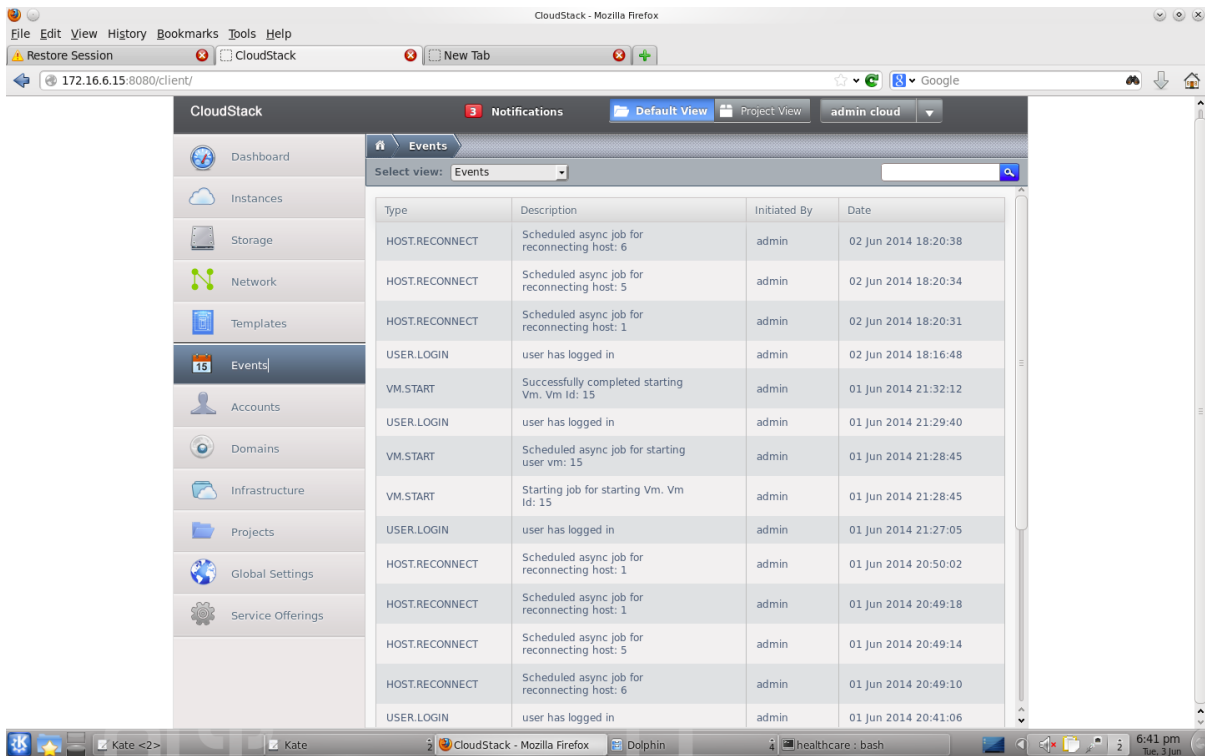 CloudStack - Mozilla Firefox
File Edit View History Bookmarks Tools Help
Restore Session
CloudStack
New Tab
172.16.6.15:8080/client/
Google
CloudStack
3 Notifications
Default View
Project View
admin cloud
Dashboard
Instances
Storage
Network
Templates
15 Events
Accounts
Domains
Infrastructure
Projects
Global Settings
Service Offerings
Events
Select view: Events
Type Description Initiated By Date
HOST.RECONNECT Scheduled async job for admin 02 Jun 2014 18:20:38
reconnecting host: 6
HOST.RECONNECT Scheduled async job for admin 02 Jun 2014 18:20:34
reconnecting host: 5
HOST.RECONNECT Scheduled async job for admin 02 Jun 2014 18:20:31
reconnecting host: 1
USER.LOGIN user has logged in admin 02 Jun 2014 18:16:48
VM.START Successfully completed starting admin 01 Jun 2014 21:32:12
Vm. Vm Id: 15
USER.LOGIN user has logged in admin 01 Jun 2014 21:29:40
VM.START Scheduled async job for starting admin 01 Jun 2014 21:28:45
user vm: 15
VM.START Starting job for starting Vm. Vm admin 01 Jun 2014 21:28:45
Id: 15
USER.LOGIN user has logged in admin 01 Jun 2014 21:27:05
HOST.RECONNECT Scheduled async job for admin 01 Jun 2014 20:50:02
reconnecting host: 1
HOST.RECONNECT Scheduled async job for admin 01 Jun 2014 20:49:18
reconnecting host: 1
HOST.RECONNECT Scheduled async job for admin 01 Jun 2014 20:49:14
reconnecting host: 5
HOST.RECONNECT Scheduled async job for admin 01 Jun 2014 20:49:10
reconnecting host: 6
USER.LOGIN user has logged in admin 01 Jun 2014 20:41:06
Kate <2>
Kate
2 CloudStack - Mozilla Firefox
Dolphin
4 healthcare : bash
2
6:41 pm
Tue, 3 Jun